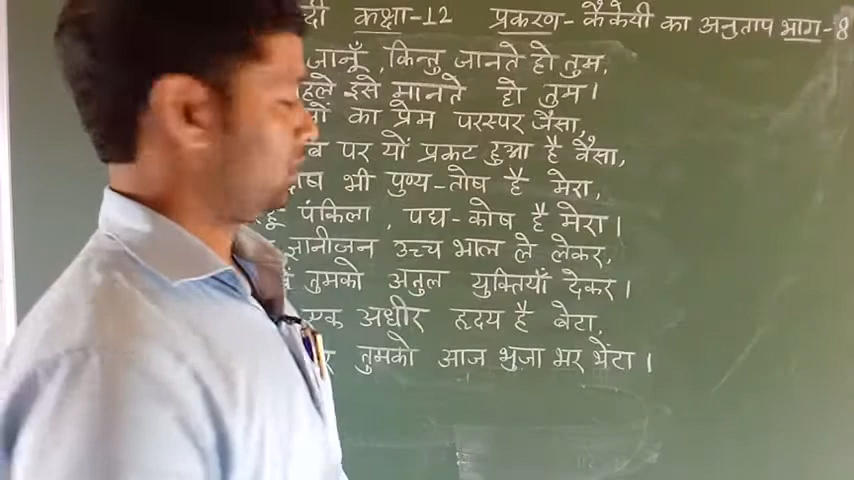 कक्षा-12 प्रकरण- कैकेयी का अनुताप भाग-8
जानूँ, किन्तु जानते हो तुम,
इसे मानते हो तुम।
का प्रेम परस्पर जैसा,
पर यों प्रकट हुआ है वैसा,
भी पुण्य-तोष है मेरा,
पंकिला, पद्य-कोष है मेरा।
ज्ञानीजन उच्च भाल ले लेकर,
तुमको अतुल युक्तियाँ देकर।
एक अधीर हृदय है बेटा,
तुमको आज भुजा भर भेंटा।